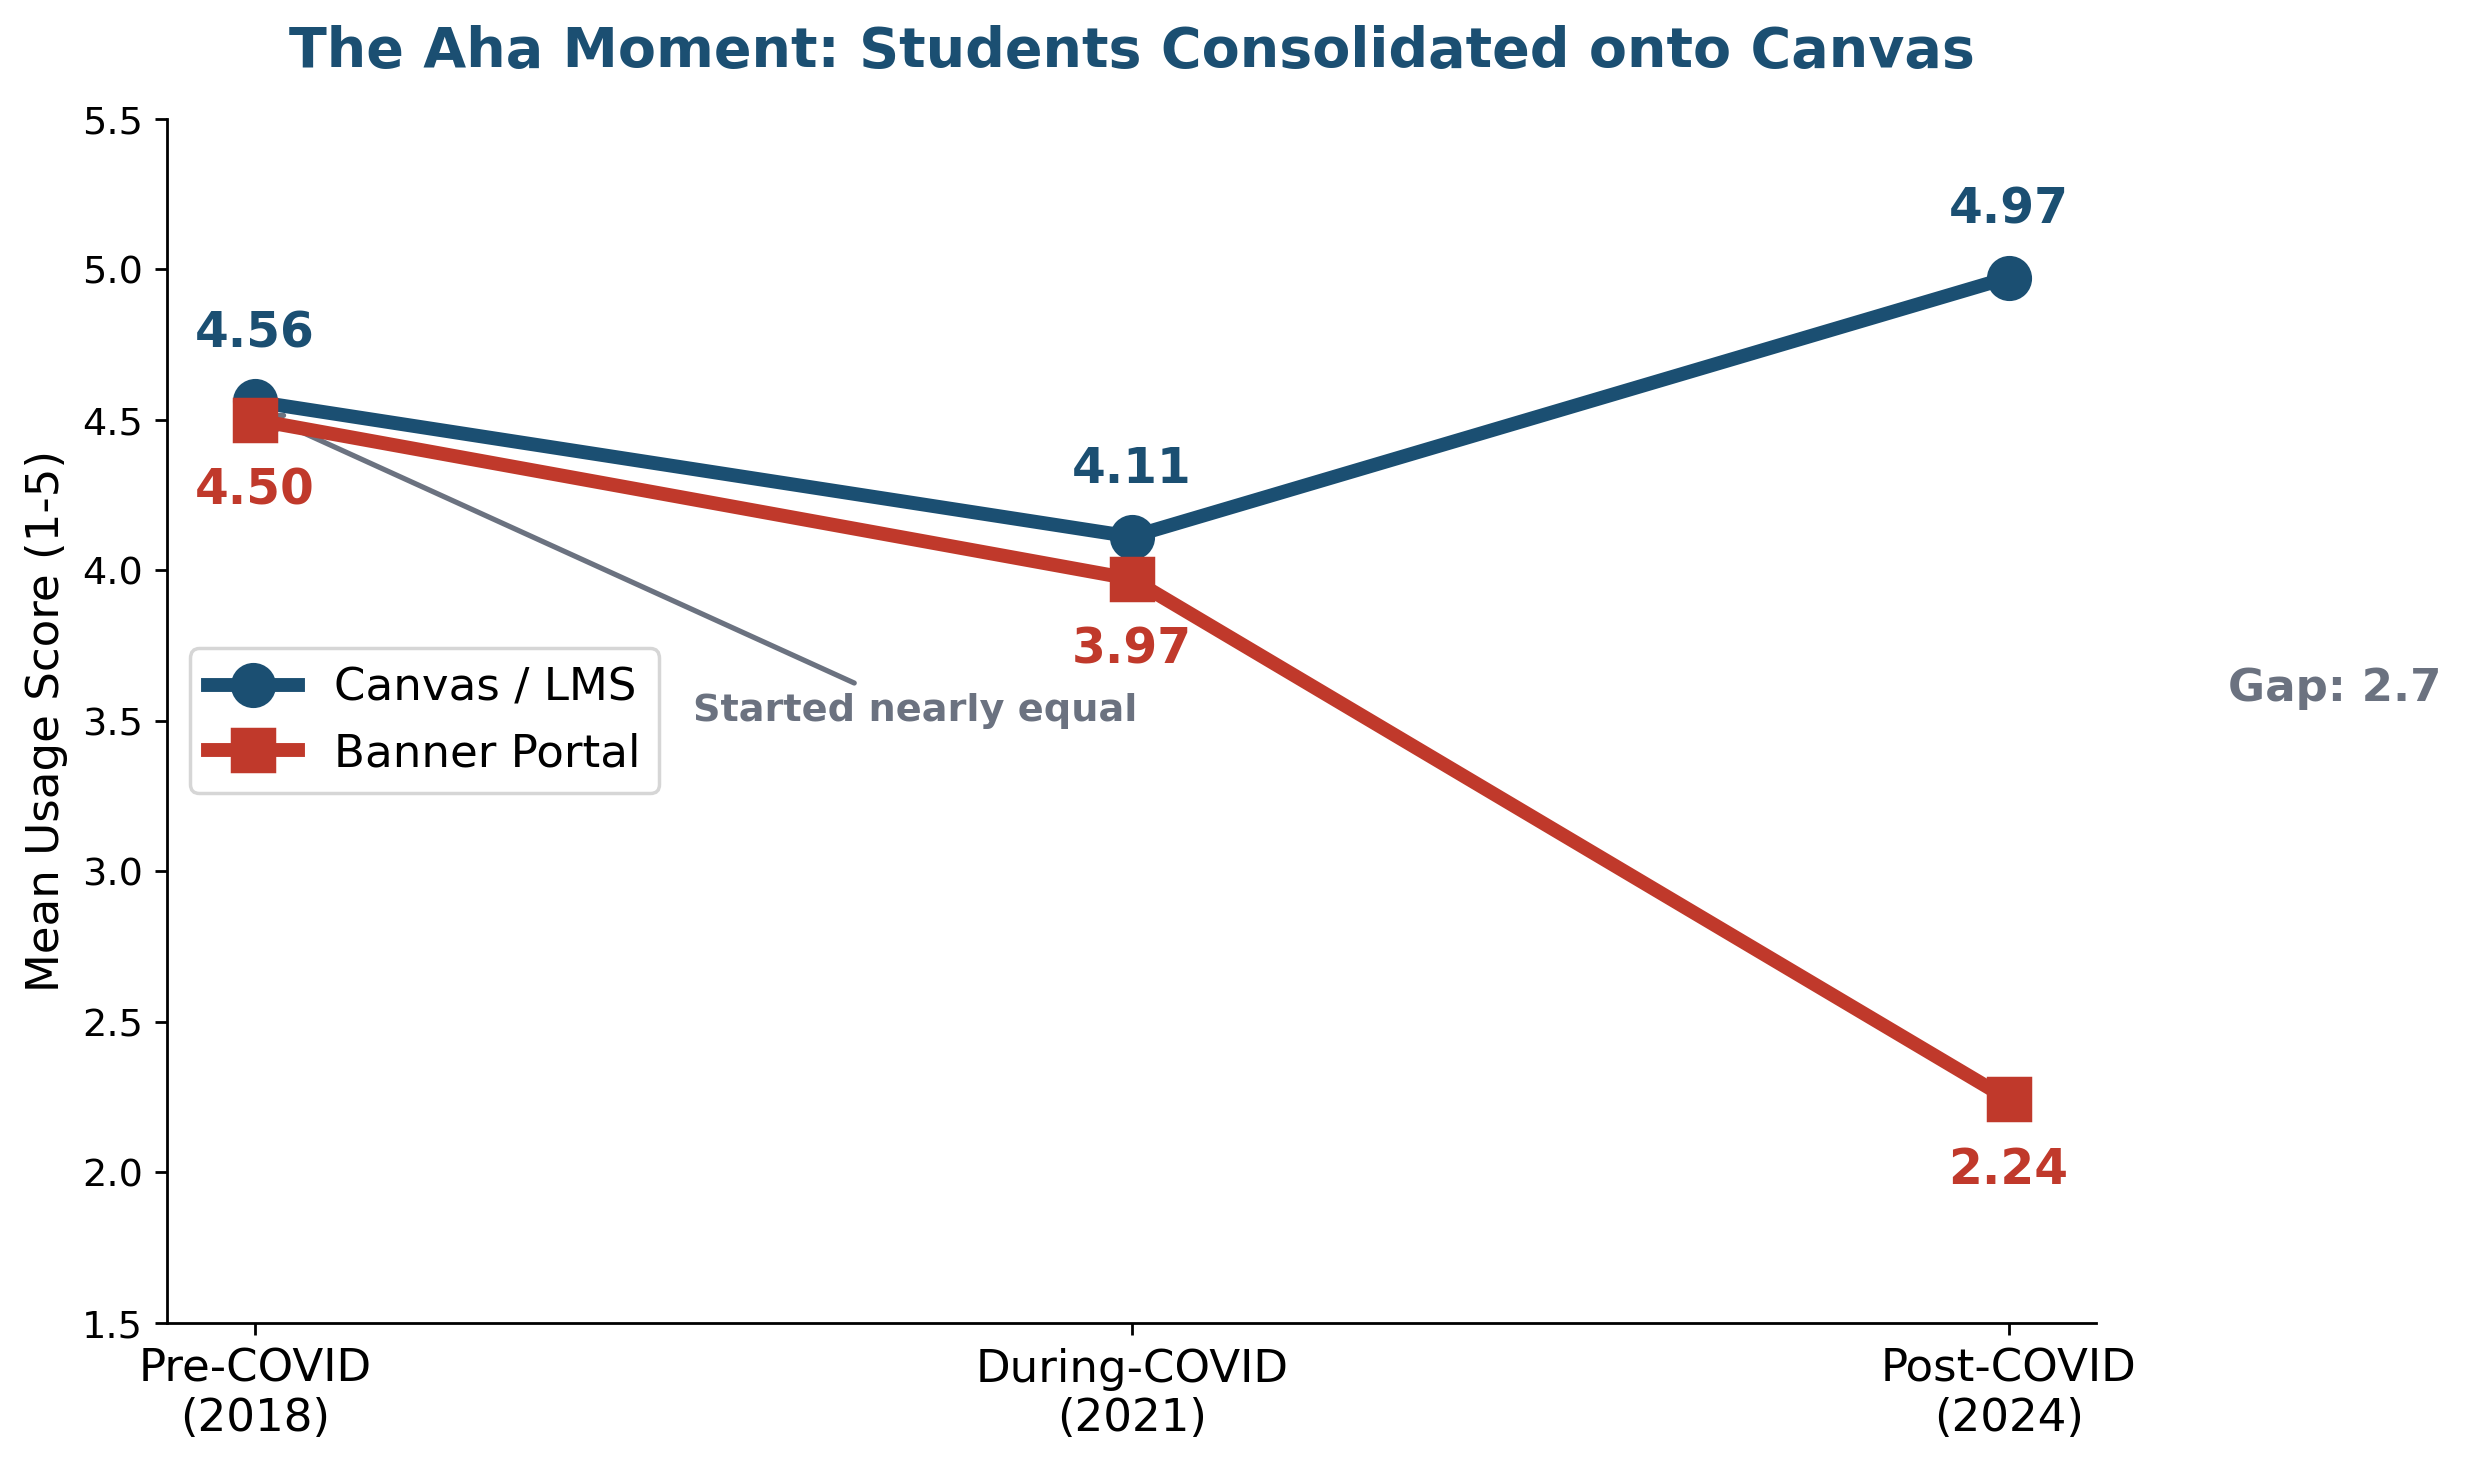 The Aha Moment: Students Consolidated onto Canvas
Mean Usage Score (1-5)
5.5
5.0
4.5
4.0
3.5
3.0
2.5
2.0
1.5
4.56
4.50
4.11
3.97
4.97
2.24
Started nearly equal
Gap: 2.7
Canvas / LMS
Banner Portal
Pre-COVID
(2018)
During-COVID
(2021)
Post-COVID
(2024)